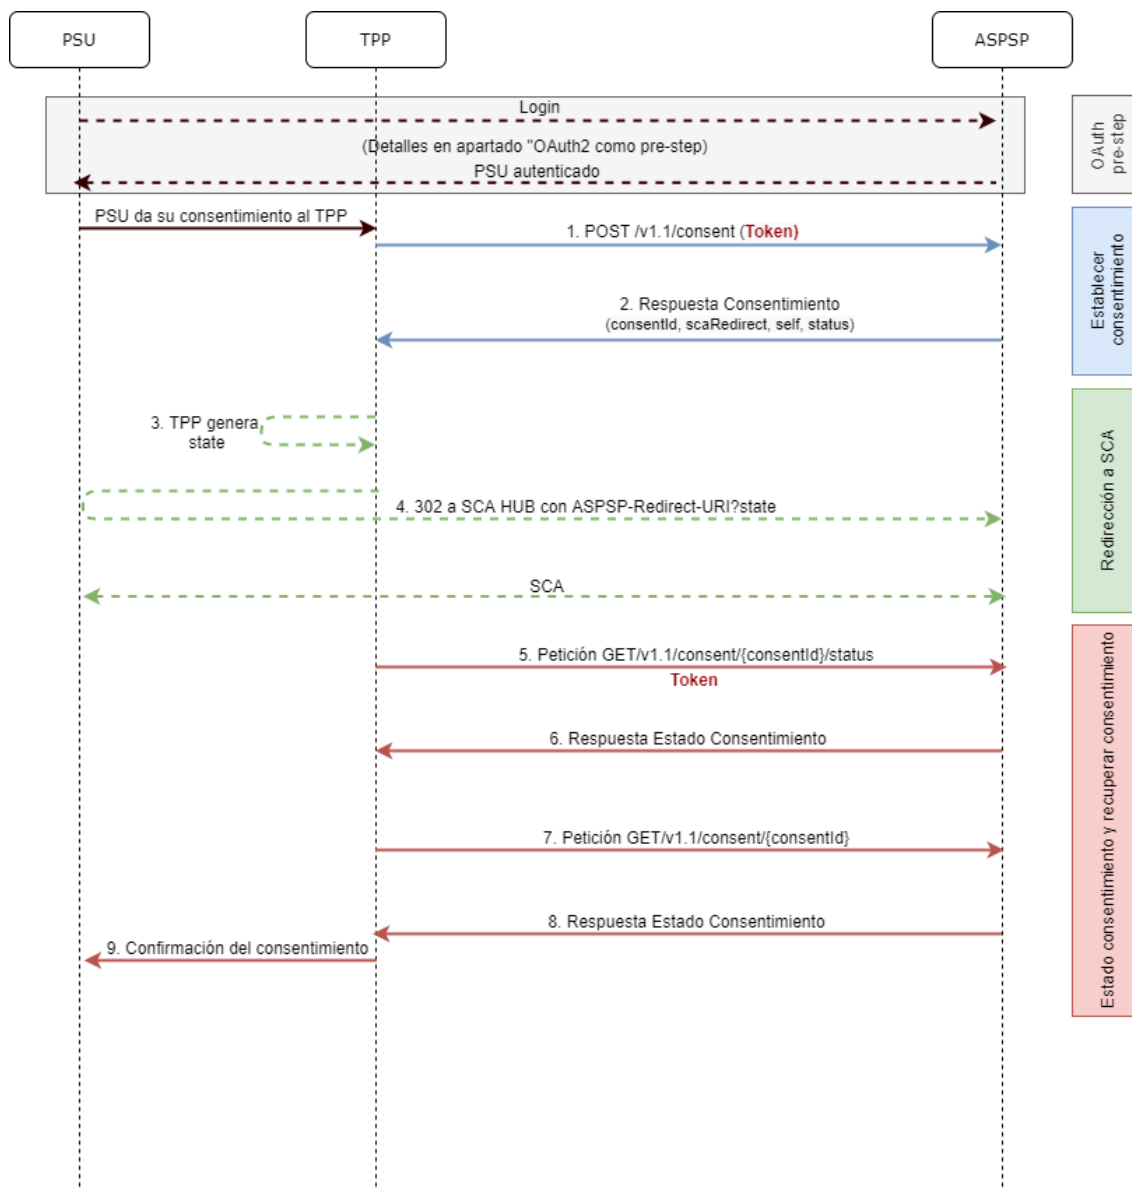 PSU
TPP
ASPSP
Login
(Detalles en apartado "OAuth2 como pre-step)
PSU autenticado
OAuth
pre-step
PSU da su consentimiento al TPP
1. POST /v1.1/consent (Token)
2. Respuesta Consentimiento
(consentId, scaRedirect, self, status)
Establecer
consentimiento
3. TPP genera
state
4. 302 a SCA HUB con ASPSP-Redirect-URI?state
SCA
Redirección a SCA
5. Petición GET/v1.1/consent/{consentId}/status
Token
6. Respuesta Estado Consentimiento
7. Petición GET/v1.1/consent/{consentId}
8. Respuesta Estado Consentimiento
9. Confirmación del consentimiento
Estado consentimiento y recuperar consentimiento